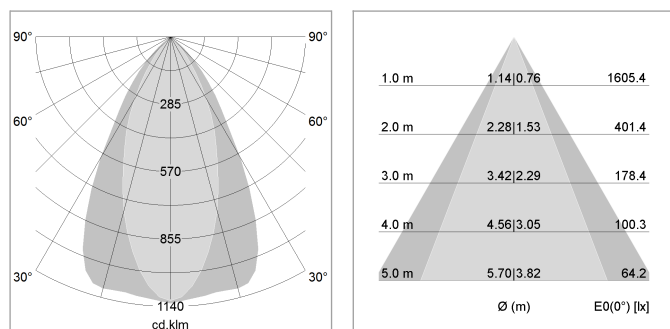 90° 90°
285
60° 60°
570
855
30° 30°
1140
cd.klm
1.0 m 1.14|0.76 1605.4
2.0 m 2.28|1.53 401.4
3.0 m 3.42|2.29 178.4
4.0 m 4.56|3.05 100.3
5.0 m 5.70|3.82 64.2
Ø (m) E0(0°) [lx]